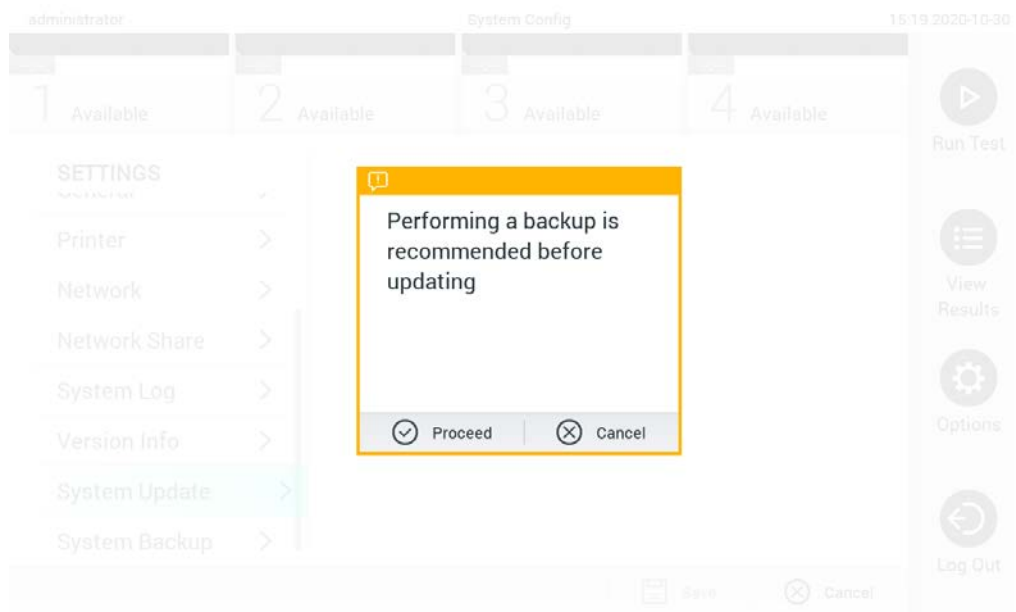 administrator
System Config
15:19 2020-10-30
1 Available
2 Available
3 Available
4 Available
Run Test
SETTINGS
General
Printer
Network
Network Share
System Log
Version Info
System Update
System Backup
Performing a backup is
recommended before
updating
Proceed
Cancel
View
Results
Options
Log Out
Save
Cancel